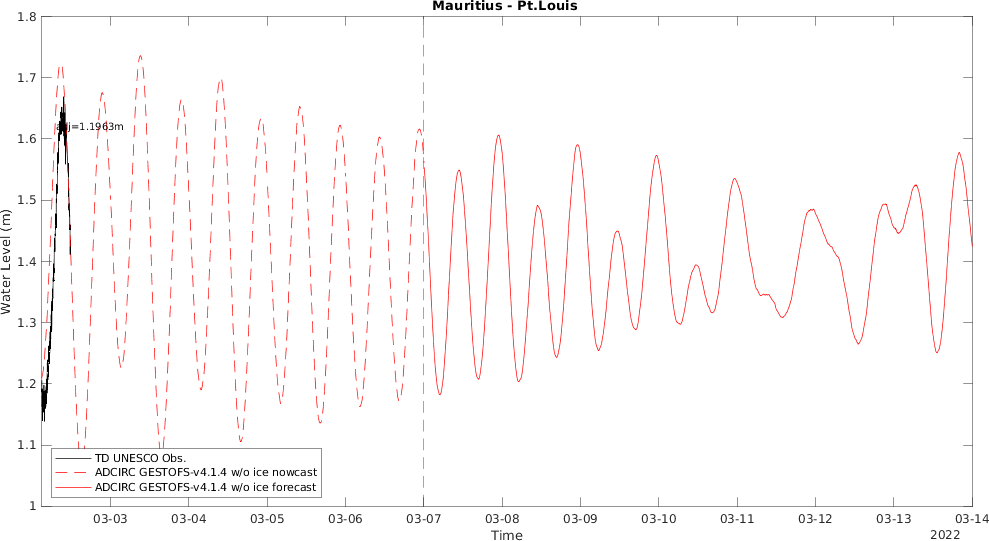 Mauritius - Pt.Louis
1.8
1.7
1.6
1.5
1.4
1.3
1.2
1.1
1
Water Level (m)
adj=1.1963m
TD UNESCO Obs.
ADCIRC GESTOFS-v4.1.4 w/o ice nowcast
ADCIRC GESTOFS-v4.1.4 w/o ice forecast
03-03 03-04 03-05 03-06 03-07 03-08 03-09 03-10 03-11 03-12 03-13 03-14
Time
2022